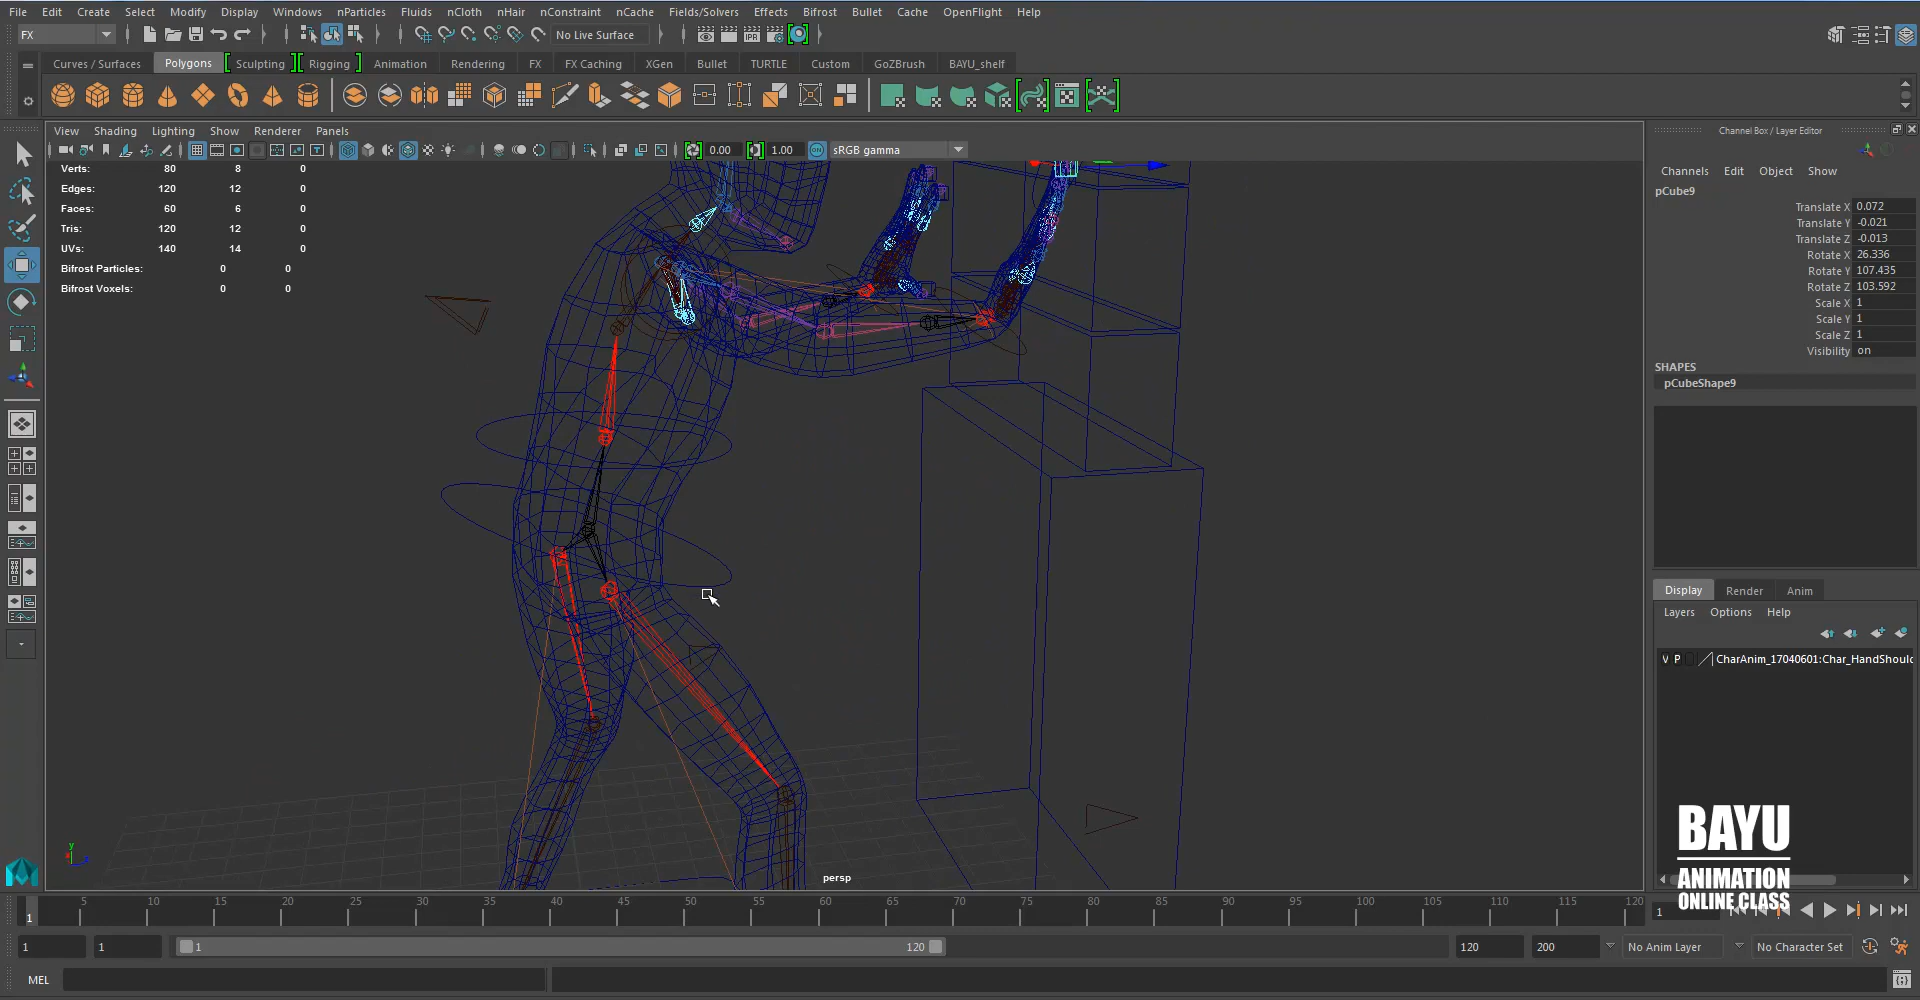 File Edit Create Select Modify Display Windows nParticles Fluids nCloth nHair nConstraint nCache Fields/Solvers Effects Bifrost Bullet Cache OpenFlight Help
FX No Live Surface
Curves / Surfaces Polygons Sculpting Rigging Animation Rendering FX FX Caching XGen Bullet TURTLE Custom GoZBrush BAYU_shelf
View Shading Lighting Show Renderer Panels
0.00 1.00 ON sRGB gamma
Verts: 80 8 0
Edges: 120 12 0
Faces: 60 6 0
Tris: 120 12 0
UVs: 140 14 0
Bifrost Particles: 0 0
Bifrost Voxels: 0 0
persp
Channel Box / Layer Editor
Channels Edit Object Show
pCube9
Translate X 0.072
Translate Y -0.021
Translate Z -0.013
Rotate X 26.336
Rotate Y 107.435
Rotate Z 103.592
Scale X 1
Scale Y 1
Scale Z 1
Visibility on
SHAPES
pCubeShape9
Display Render Anim
Layers Options Help
V P CharAnim_17040601:Char_HandShoulc
BAYU
ANIMATION
ONLINE CLASS
y
x z
1 5 10 15 20 25 30 35 40 45 50 55 60 65 70 75 80 85 90 95 100 105 110 115 120
1
1 1 1 120 120 200 No Anim Layer No Character Set
MEL